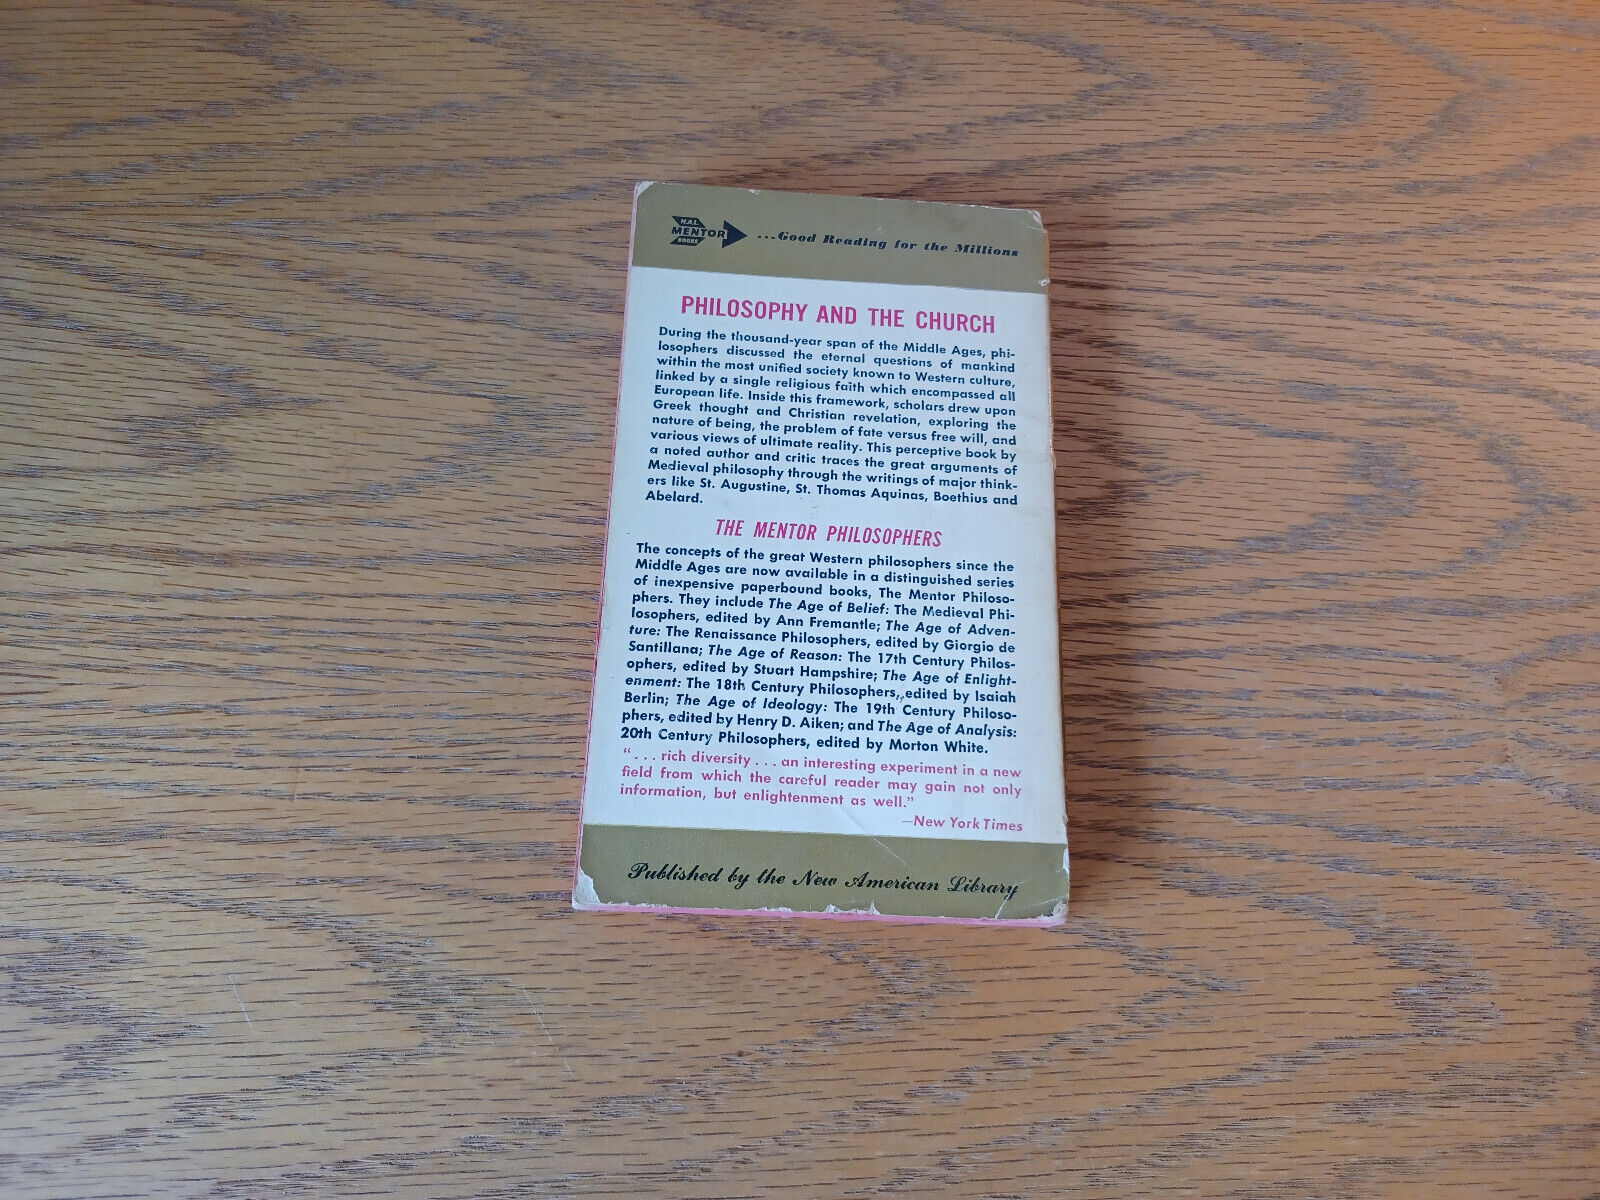 N.A.L.
MENTOR
BOOKS
...Good Reading for the Millions
PHILOSOPHY AND THE CHURCH
During the thousand-year span of the Middle Ages, phi-
losophers discussed the eternal questions of mankind
within the most unified society known to Western culture,
linked by a single religious faith which encompassed all
European life. Inside this framework, scholars drew upon
Greek thought and Christian revelation, exploring the
nature of being, the problem of fate versus free will, and
various views of ultimate reality. This perceptive book by
a noted author and critic traces the great arguments of
Medieval philosophy through the writings of major think-
ers like St. Augustine, St. Thomas Aquinas, Boethius and
Abelard.
THE MENTOR PHILOSOPHERS
The concepts of the great Western philosophers since the
Middle Ages are now available in a distinguished series
of inexpensive paperbound books, The Mentor Philoso-
phers. They include The Age of Belief: The Medieval Phi-
losophers, edited by Ann Fremantle; The Age of Adven-
ture: The Renaissance Philosophers, edited by Giorgio de
Santillana; The Age of Reason: The 17th Century Philos-
ophers, edited by Stuart Hampshire; The Age of Enlight-
enment: The 18th Century Philosophers, edited by Isaiah
Berlin; The Age of Ideology: The 19th Century Philoso-
phers, edited by Henry D. Aiken; and The Age of Analysis:
20th Century Philosophers, edited by Morton White.
"... rich diversity ... an interesting experiment in a new
field from which the careful reader may gain not only
information, but enlightenment as well."
—New York Times
Published by the New American Library